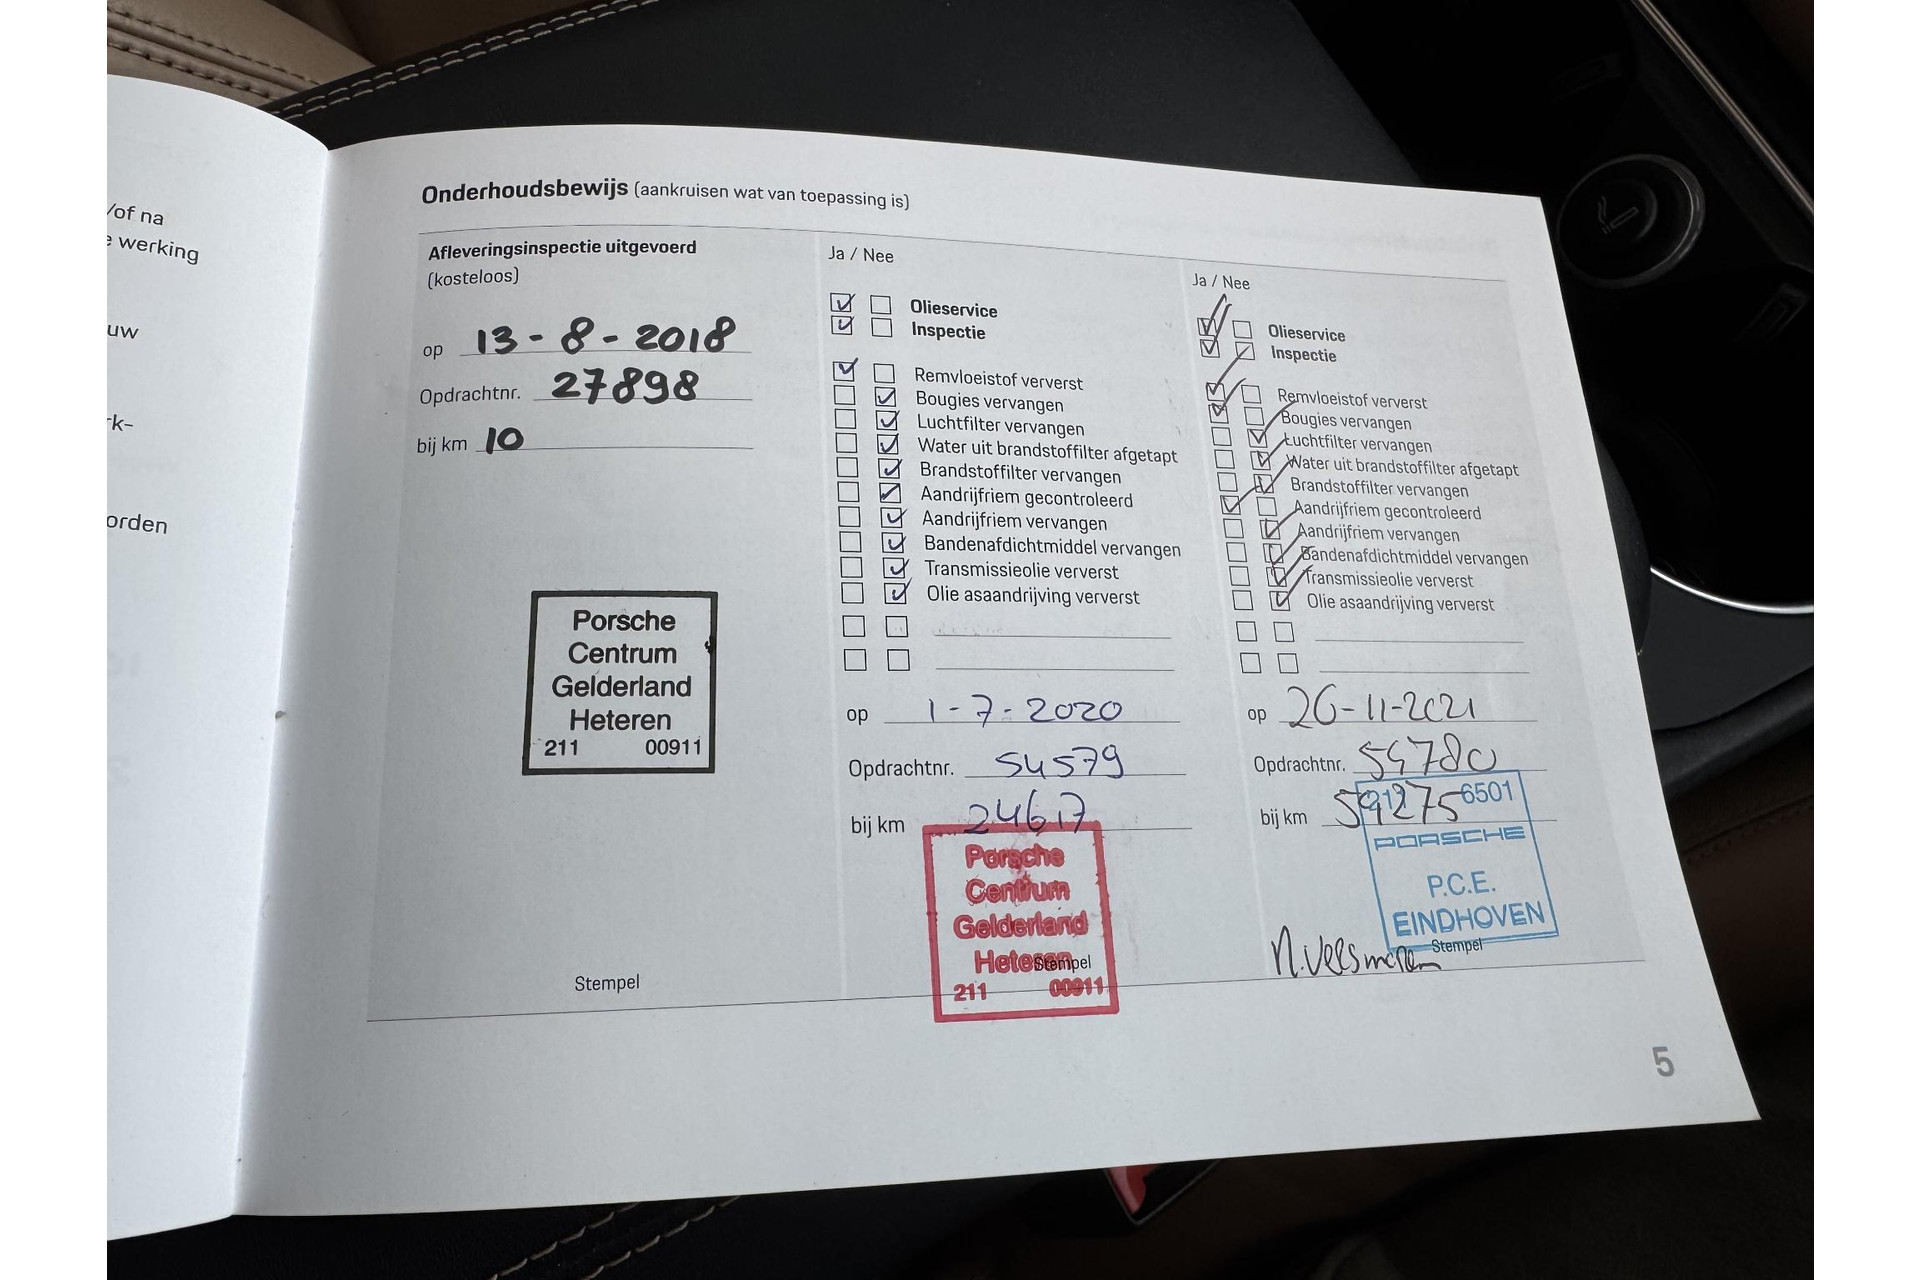 /of na
e werking
uw
rk-
orden
Onderhoudsbewijs (aankruisen wat van toepassing is)
Afleveringsinspectie uitgevoerd
(kosteloos)
op 13-8-2018
Opdrachtnr. 27898
bij km 10
Porsche
Centrum
Gelderland
Heteren
211 00911
Stempel
Ja / Nee
Olieservice
Inspectie
Remvloeistof ververst
Bougies vervangen
Luchtfilter vervangen
Water uit brandstoffilter afgetapt
Brandstoffilter vervangen
Aandrijfriem gecontroleerd
Aandrijfriem vervangen
Bandenafdichtmiddel vervangen
Transmissieolie ververst
Olie asaandrijving ververst
op 1-7-2020
Opdrachtnr. 54579
bij km 24617
Porsche
Centrum
Gelderland
Heteren
Stempel
211 00911
Ja / Nee
Olieservice
Inspectie
Remvloeistof ververst
Bougies vervangen
Luchtfilter vervangen
Water uit brandstoffilter afgetapt
Brandstoffilter vervangen
Aandrijfriem gecontroleerd
Aandrijfriem vervangen
Bandenafdichtmiddel vervangen
Transmissieolie ververst
Olie asaandrijving ververst
op 26-11-2021
Opdrachtnr. 59780
bij km 59275
6501
PORSCHE
P.C.E.
EINDHOVEN
Stempel
5